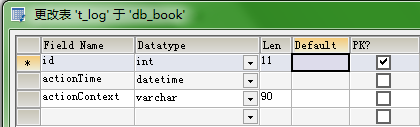 更改表 't_log' 于 'db_book'
Field Name Datatype Len Default PK?
* id int 11
actionTime datetime
actionContext varchar 90